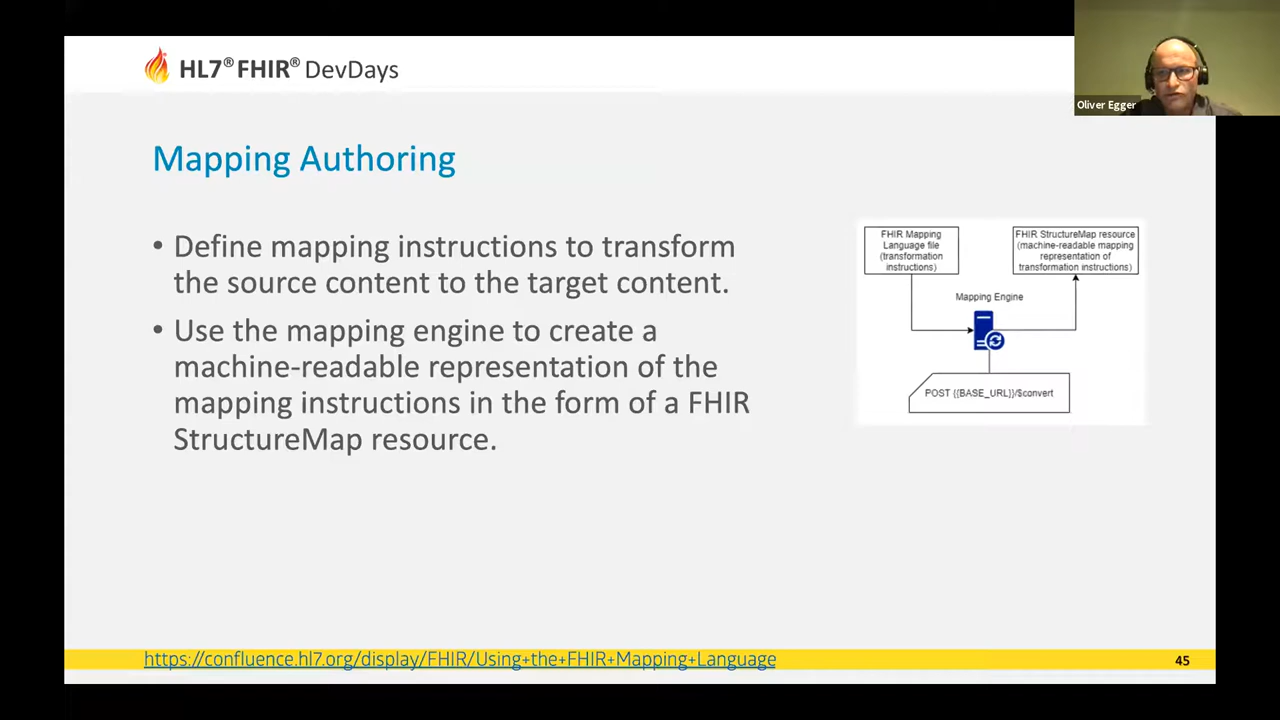 HL7® FHIR® DevDays
Oliver Egger
Mapping Authoring
• Define mapping instructions to transform
the source content to the target content.
• Use the mapping engine to create a
machine-readable representation of the
mapping instructions in the form of a FHIR
StructureMap resource.
FHIR Mapping
Language file
(transformation
instructions)
FHIR StructureMap resource
(machine-readable mapping
representation of
transformation instructions)
Mapping Engine
POST {{BASE_URL}}/$convert
https://confluence.hl7.org/display/FHIR/Using+the+FHIR+Mapping+Language
45